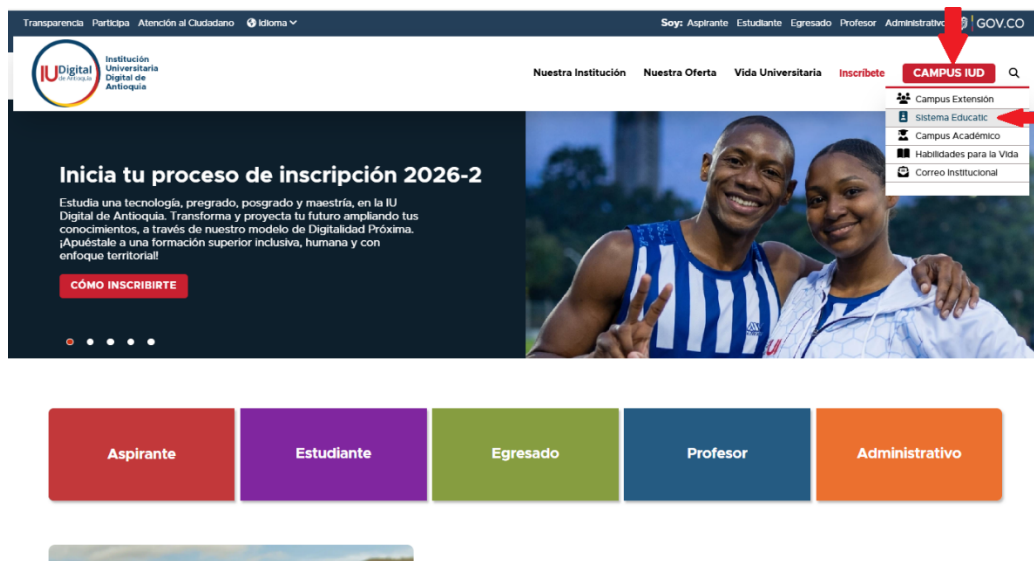 Transparencia Participa Atención al Ciudadano Idioma
Soy: Aspirante Estudiante Egresado Profesor Administrativo GOV.CO
IUDigital
de Antioquia
Institución
Universitaria
Digital de
Antioquia
Nuestra Institución Nuestra Oferta Vida Universitaria Inscríbete CAMPUS IUD
Campus Extensión
Sistema Educatic
Campus Académico
Habilidades para la Vida
Correo Institucional
Inicia tu proceso de inscripción 2026-2
Estudia una tecnología, pregrado, posgrado y maestría, en la IU
Digital de Antioquia. Transforma y proyecta tu futuro ampliando tus
conocimientos, a través de nuestro modelo de Digitalidad Próxima.
¡Apuéstale a una formación superior inclusiva, humana y con
enfoque territorial!
CÓMO INSCRIBIRTE
Aspirante
Estudiante
Egresado
Profesor
Administrativo